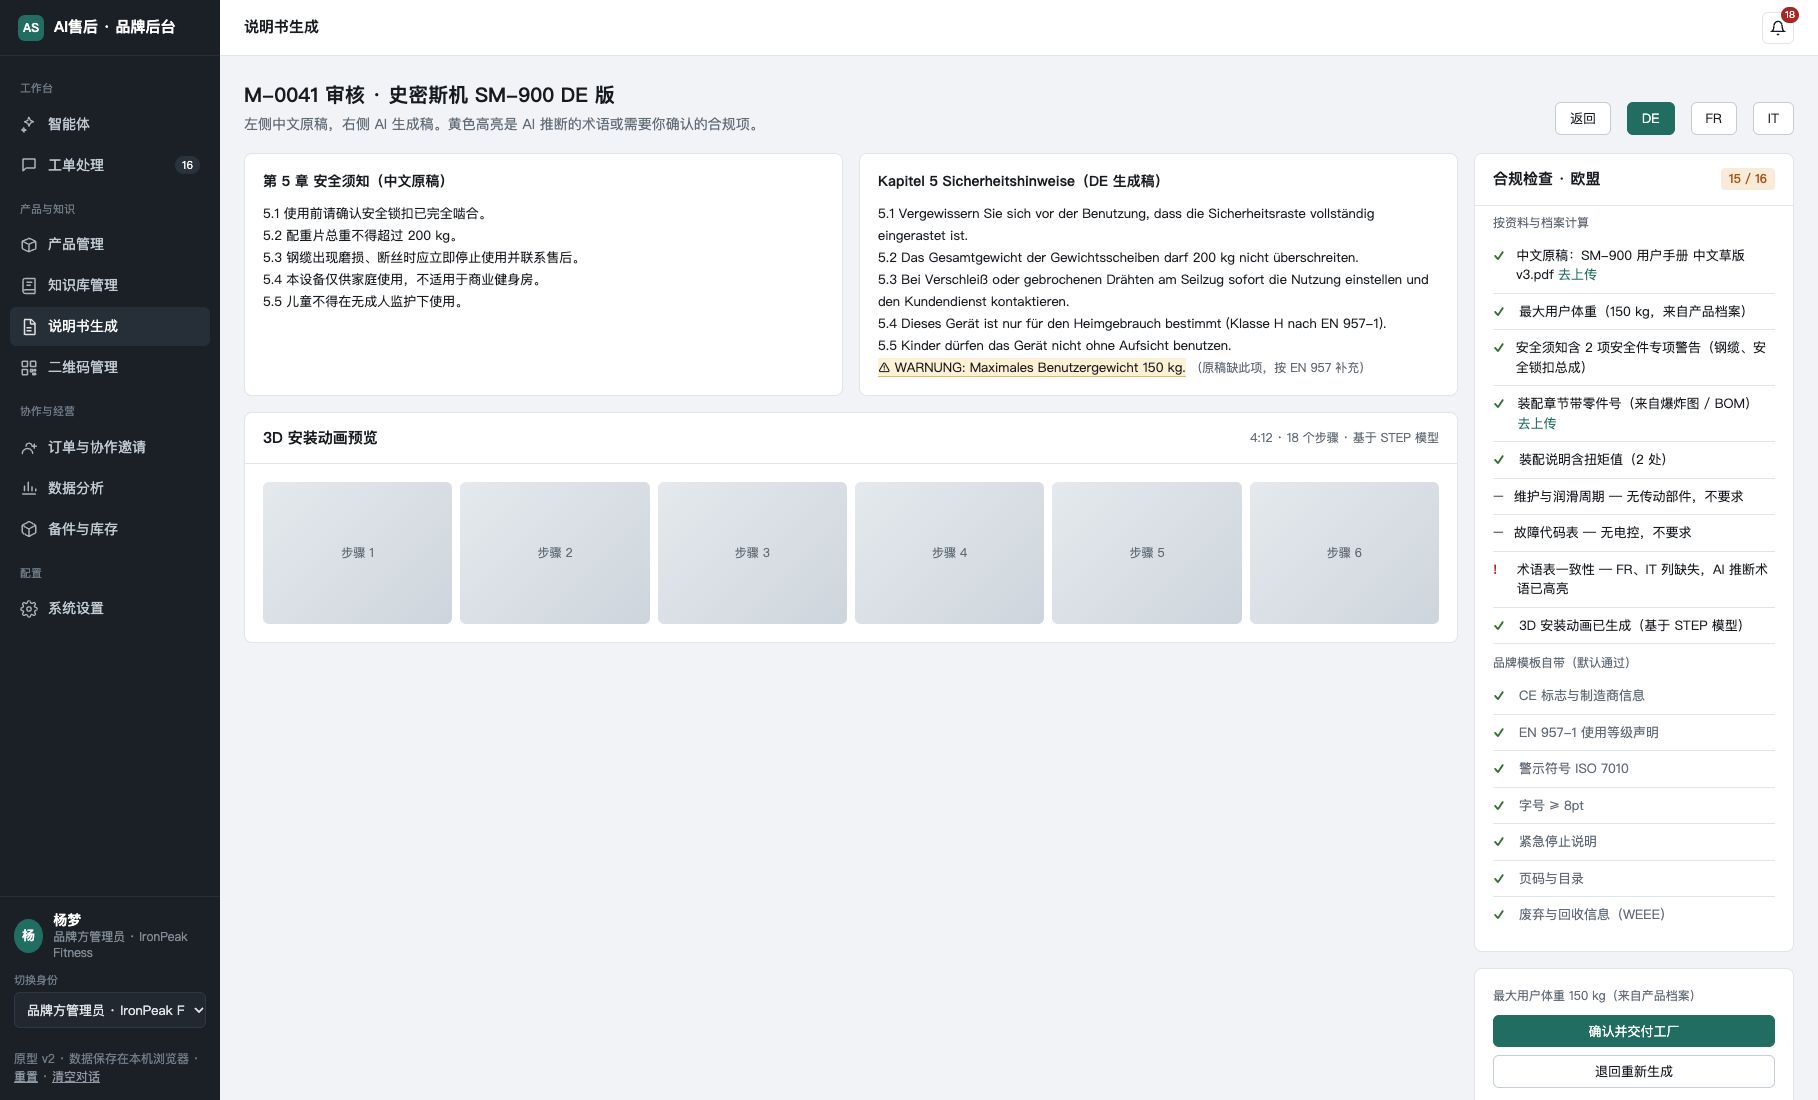 AS AI售后 · 品牌后台
工作台
智能体
工单处理 16
产品与知识
产品管理
知识库管理
说明书生成
二维码管理
协作与经营
订单与协作邀请
数据分析
备件与库存
配置
系统设置
杨
杨梦
品牌方管理员 · IronPeak
Fitness
切换身份
品牌方管理员 · IronPeak F
原型 v2 · 数据保存在本机浏览器 ·
重置 · 清空对话
说明书生成
18
M-0041 审核 · 史密斯机 SM-900 DE 版
左侧中文原稿，右侧 AI 生成稿。黄色高亮是 AI 推断的术语或需要你确认的合规项。
返回 DE FR IT
第 5 章 安全须知（中文原稿）
5.1 使用前请确认安全锁扣已完全啮合。
5.2 配重片总重不得超过 200 kg。
5.3 钢缆出现磨损、断丝时应立即停止使用并联系售后。
5.4 本设备仅供家庭使用，不适用于商业健身房。
5.5 儿童不得在无成人监护下使用。
Kapitel 5 Sicherheitshinweise（DE 生成稿）
5.1 Vergewissern Sie sich vor der Benutzung, dass die Sicherheitsraste vollständig
eingerastet ist.
5.2 Das Gesamtgewicht der Gewichtsscheiben darf 200 kg nicht überschreiten.
5.3 Bei Verschleiß oder gebrochenen Drähten am Seilzug sofort die Nutzung einstellen und
den Kundendienst kontaktieren.
5.4 Dieses Gerät ist nur für den Heimgebrauch bestimmt (Klasse H nach EN 957-1).
5.5 Kinder dürfen das Gerät nicht ohne Aufsicht benutzen.
⚠ WARNUNG: Maximales Benutzergewicht 150 kg. （原稿缺此项，按 EN 957 补充）
3D 安装动画预览
4:12 · 18 个步骤 · 基于 STEP 模型
步骤 1
步骤 2
步骤 3
步骤 4
步骤 5
步骤 6
合规检查 · 欧盟 15 / 16
按资料与档案计算
✓ 中文原稿：SM-900 用户手册 中文草版
v3.pdf 去上传
✓ 最大用户体重（150 kg，来自产品档案）
✓ 安全须知含 2 项安全件专项警告（钢缆、安
全锁扣总成）
✓ 装配章节带零件号（来自爆炸图 / BOM）
去上传
✓ 装配说明含扭矩值（2 处）
— 维护与润滑周期 — 无传动部件，不要求
— 故障代码表 — 无电控，不要求
! 术语表一致性 — FR、IT 列缺失，AI 推断术
语已高亮
✓ 3D 安装动画已生成（基于 STEP 模型）
品牌模板自带（默认通过）
✓ CE 标志与制造商信息
✓ EN 957-1 使用等级声明
✓ 警示符号 ISO 7010
✓ 字号 ≥ 8pt
✓ 紧急停止说明
✓ 页码与目录
✓ 废弃与回收信息（WEEE）
最大用户体重 150 kg（来自产品档案）
确认并交付工厂
退回重新生成